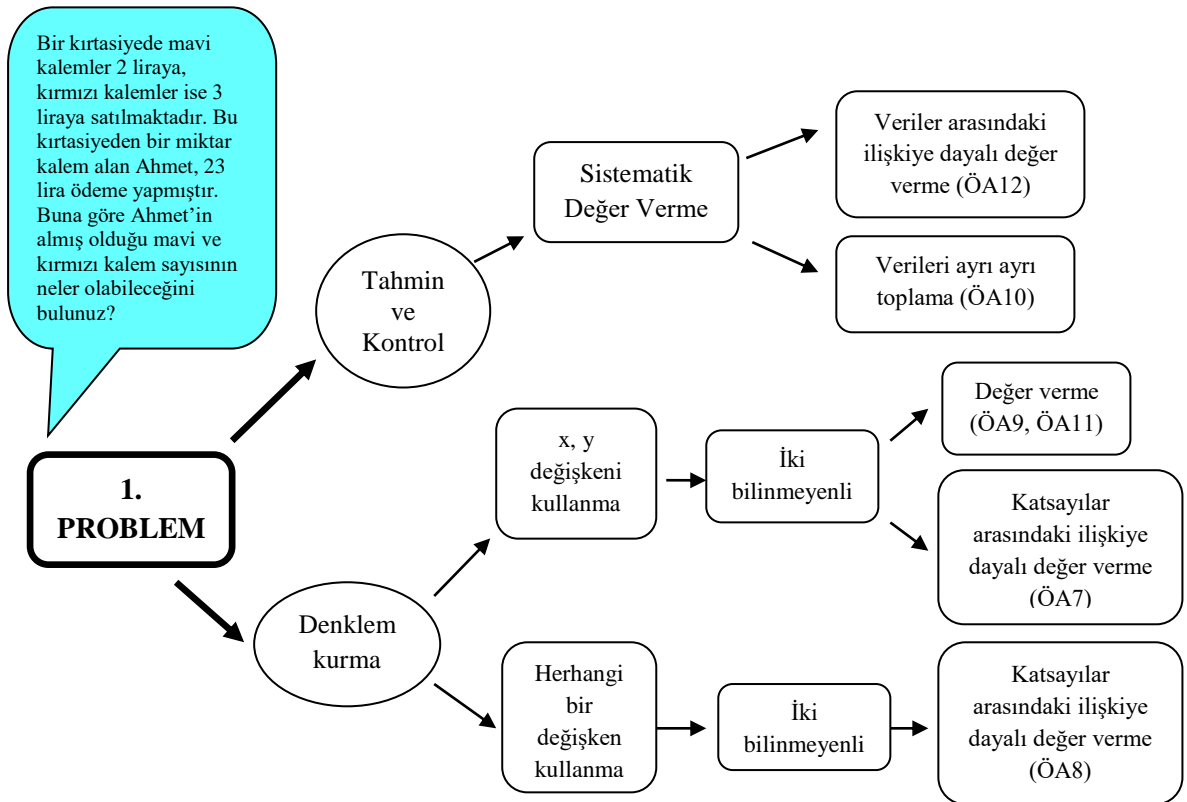 Bir kırtasiyede mavi
kalemler 2 liraya,
kırmızı kalemler ise 3
liraya satılmaktadır. Bu
kırtasiyeden bir miktar
kalem alan Ahmet, 23
lira ödeme yapmıştır.
Buna göre Ahmet’in
almış olduğu mavi ve
kırmızı kalem sayısının
neler olabileceğini
bulunuz?
1.
PROBLEM
Tahmin
ve
Kontrol
Sistematik
Değer Verme
Veriler arasındaki
ilişkiye dayalı değer
verme (ÖA12)
Verileri ayrı ayrı
toplama (ÖA10)
Denklem
kurma
x, y
değişkeni
kullanma
İki
bilinmeyenli
Değer verme
(ÖA9, ÖA11)
Katsayılar
arasındaki ilişkiye
dayalı değer verme
(ÖA7)
Herhangi
bir
değişken
kullanma
İki
bilinmeyenli
Katsayılar
arasındaki ilişkiye
dayalı değer verme
(ÖA8)